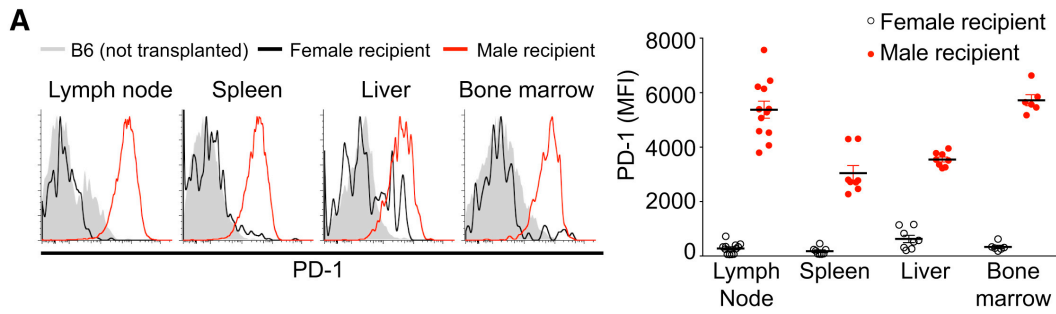 A
B6 (not transplanted) Female recipient Male recipient
Lymph node Spleen Liver Bone marrow
PD-1
Female recipient
Male recipient
PD-1 (MFI)
8000
6000
4000
2000
0
Lymph Node
Spleen
Liver
Bone marrow